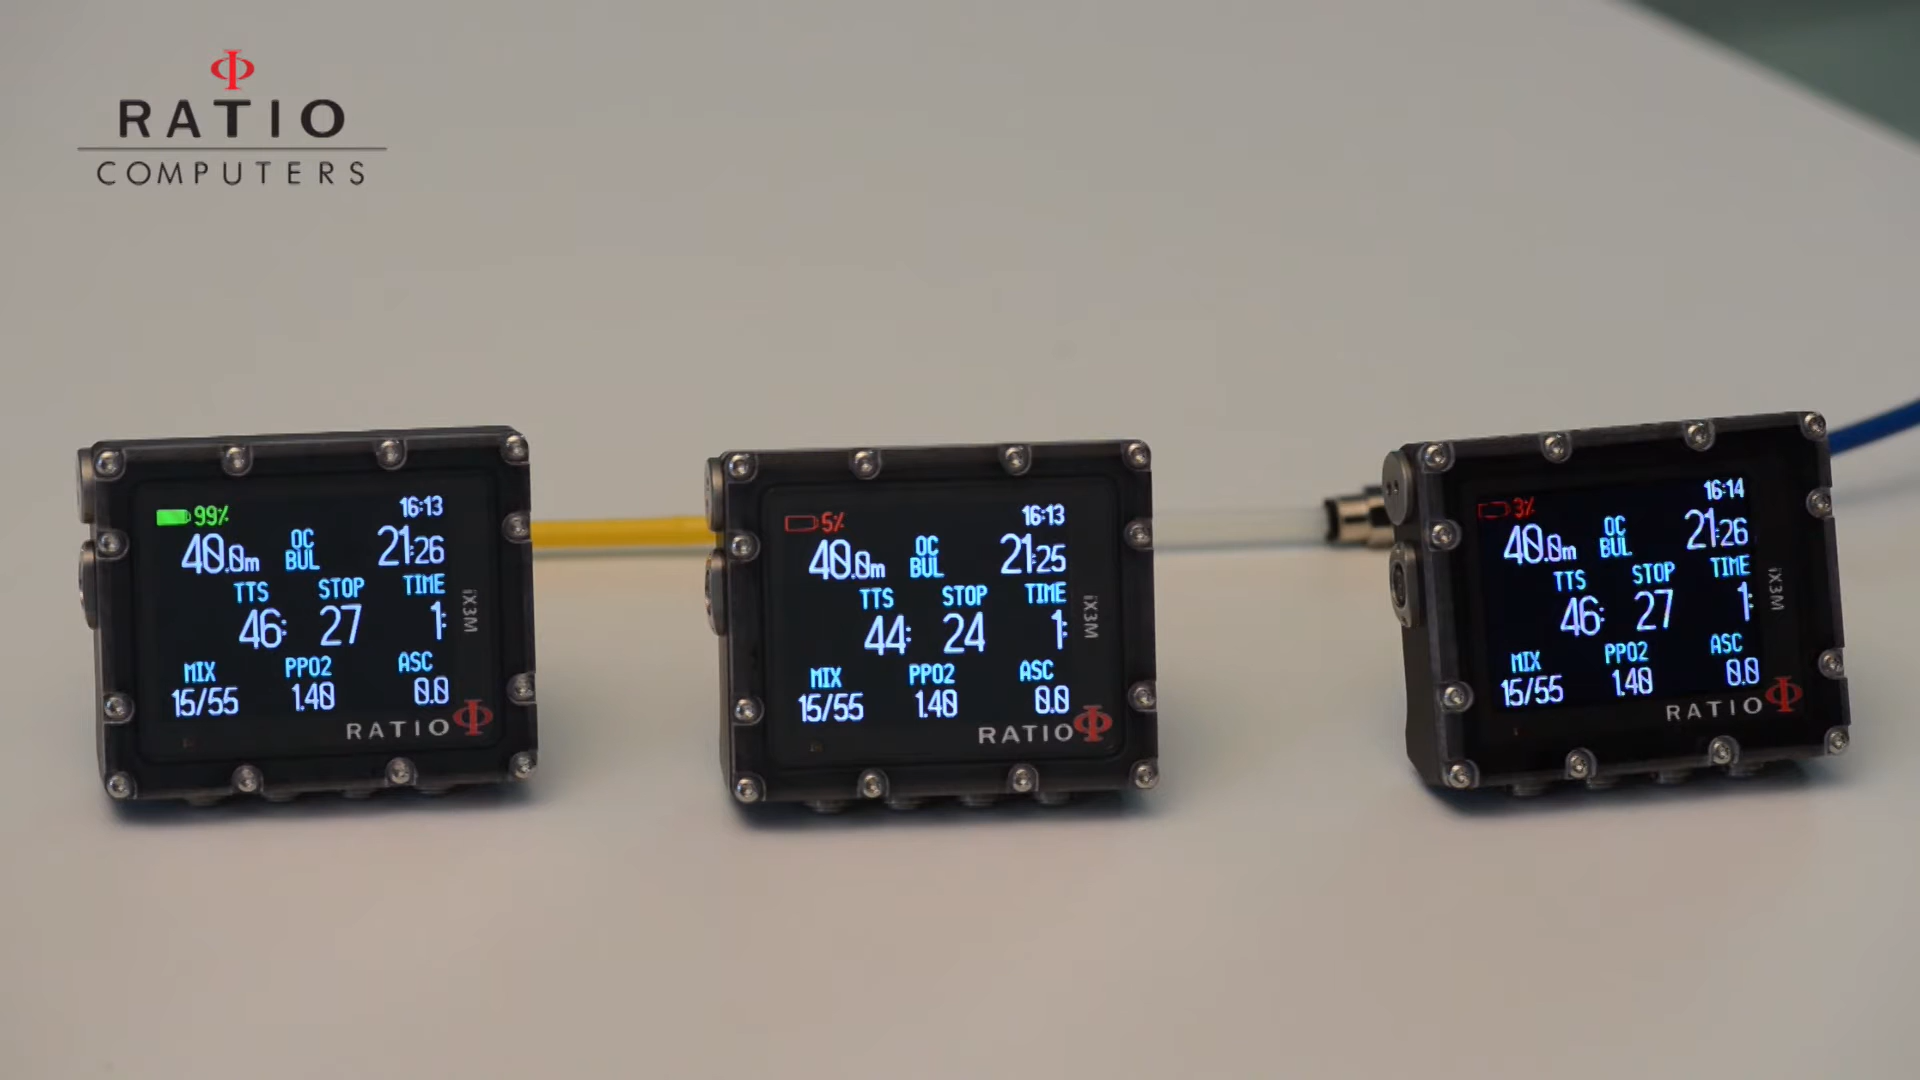 Φ
RATIO
COMPUTERS
99% 16:13
40.0m OC BUL 21:26
TTS STOP TIME
46: 27 1:
MIX PPO2 ASC
15/55 1.40 0.0
RATIO
iX3M
5% 16:13
40.0m OC BUL 21:25
TTS STOP TIME
44: 24 1:
MIX PPO2 ASC
15/55 1.40 0.0
RATIO
iX3M
3% 16:14
40.0m OC BUL 21:26
TTS STOP TIME
46: 27 1:
MIX PPO2 ASC
15/55 1.40 0.0
RATIO
iX3M